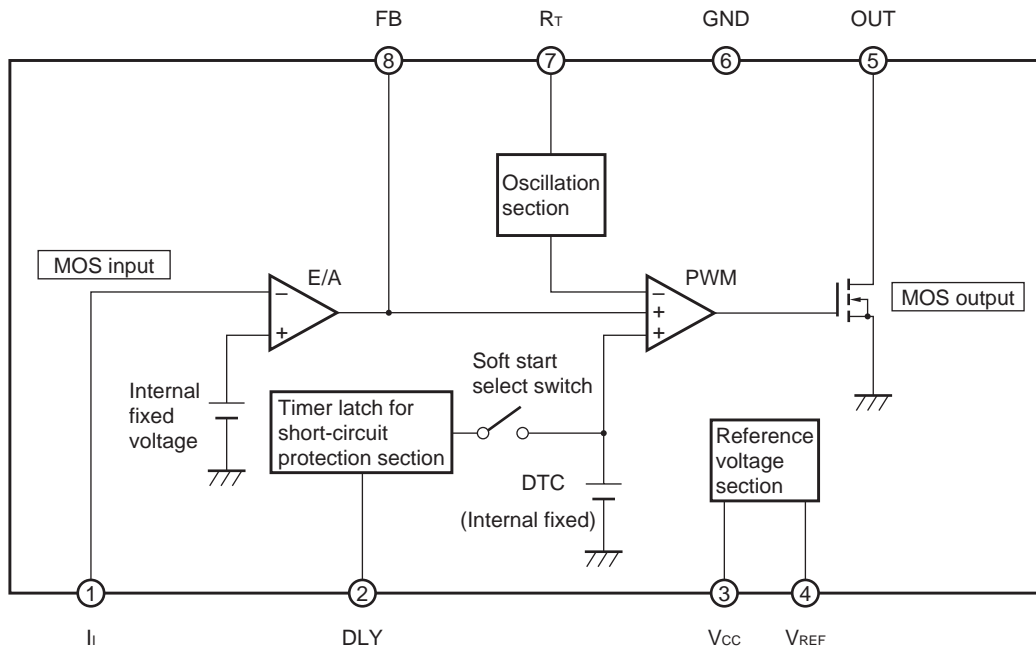 FB RT GND OUT
8 7 6 5
Oscillation
section
MOS input
E/A
PWM
−
+
−
+
+
MOS output
Soft start
select switch
Internal
fixed
voltage
Timer latch for
short-circuit
protection section
DTC
(Internal fixed)
Reference
voltage
section
1 2 3 4
II DLY VCC VREF